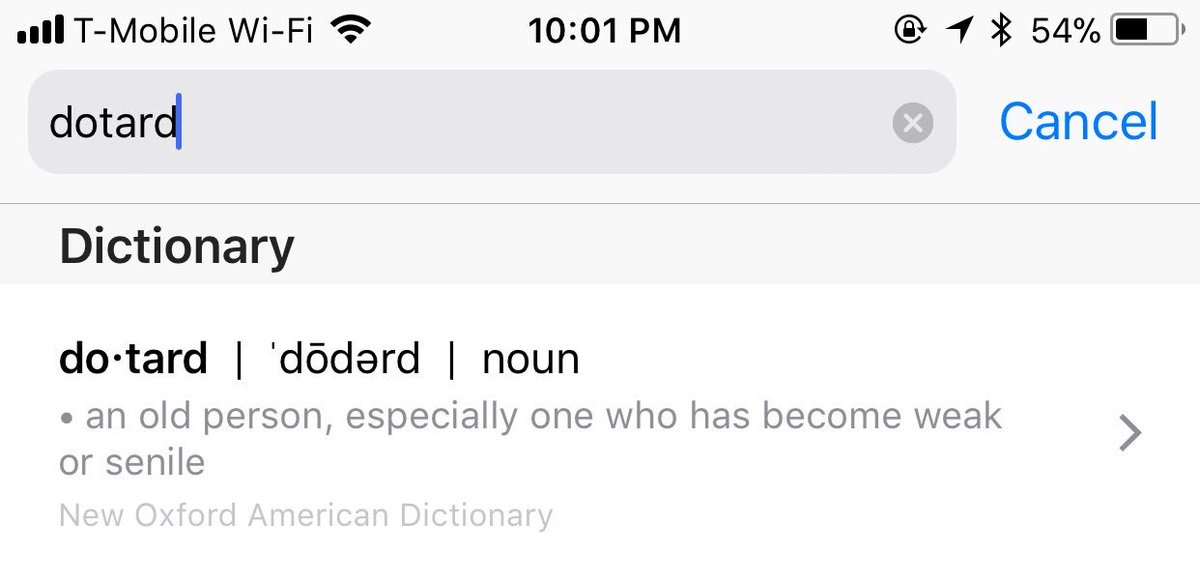 T-Mobile Wi-Fi 10:01 PM 54%
dotard Cancel
Dictionary
do·tard | ˈdōdərd | noun
• an old person, especially one who has become weak
or senile
New Oxford American Dictionary